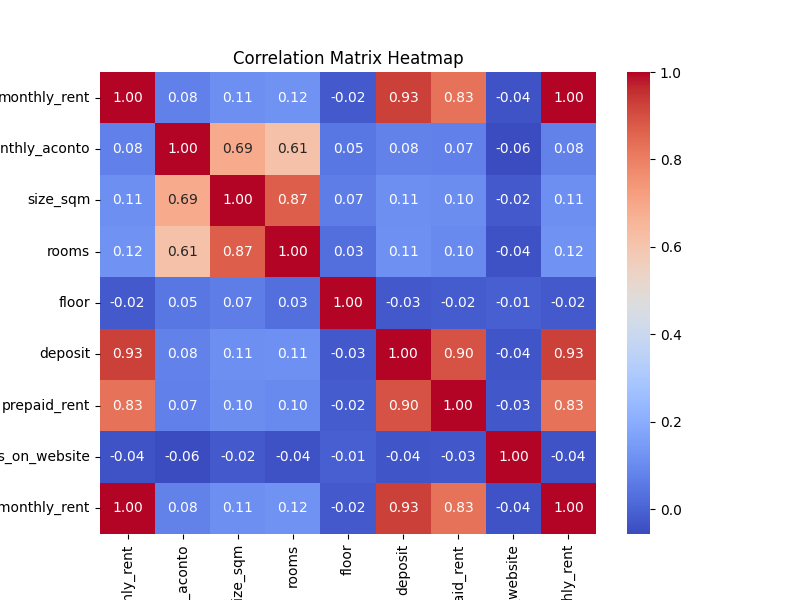 Correlation Matrix Heatmap
monthly_rent 1.00 0.08 0.11 0.12 -0.02 0.93 0.83 -0.04 1.00
nthly_aconto 0.08 1.00 0.69 0.61 0.05 0.08 0.07 -0.06 0.08
size_sqm 0.11 0.69 1.00 0.87 0.07 0.11 0.10 -0.02 0.11
rooms 0.12 0.61 0.87 1.00 0.03 0.11 0.10 -0.04 0.12
floor -0.02 0.05 0.07 0.03 1.00 -0.03 -0.02 -0.01 -0.02
deposit 0.93 0.08 0.11 0.11 -0.03 1.00 0.90 -0.04 0.93
prepaid_rent 0.83 0.07 0.10 0.10 -0.02 0.90 1.00 -0.03 0.83
s_on_website -0.04 -0.06 -0.02 -0.04 -0.01 -0.04 -0.03 1.00 -0.04
monthly_rent 1.00 0.08 0.11 0.12 -0.02 0.93 0.83 -0.04 1.00
hly_rent _aconto ize_sqm rooms floor deposit aid_rent website hly_rent
1.0
0.8
0.6
0.4
0.2
0.0